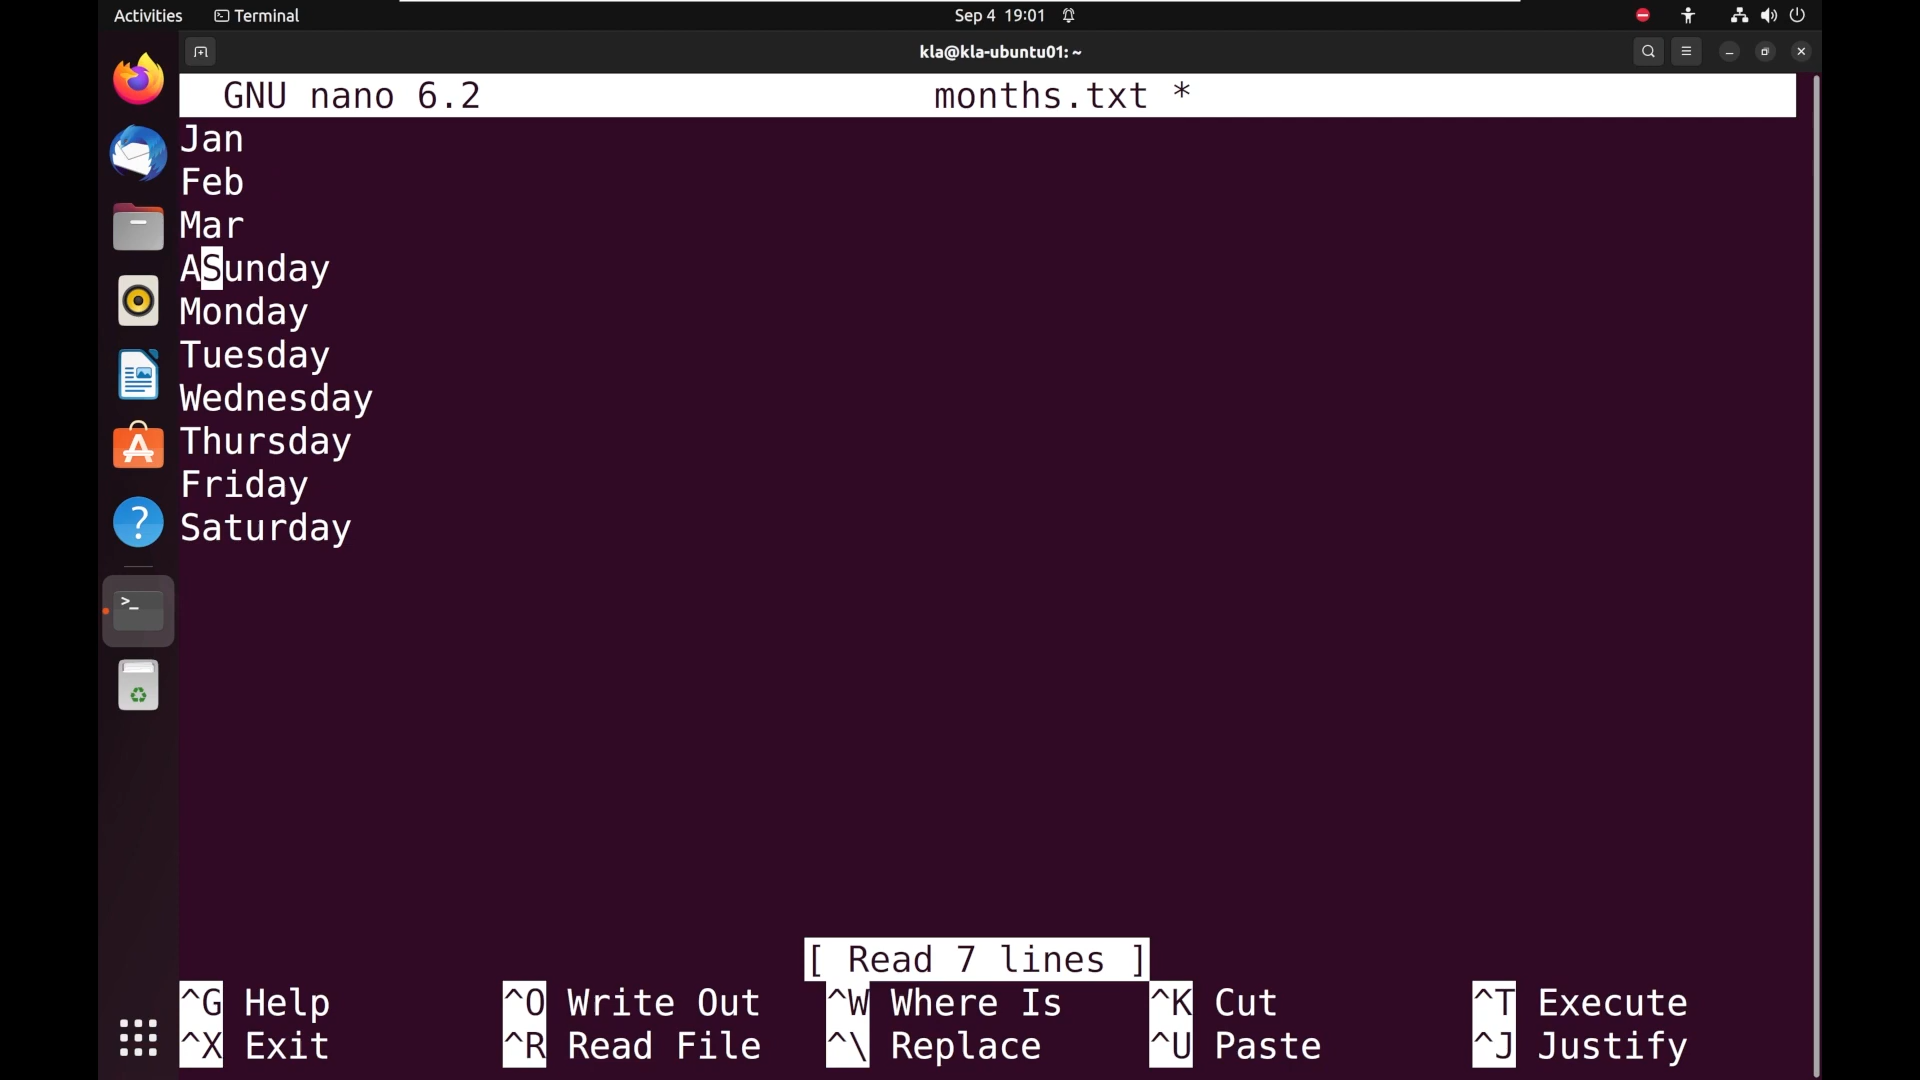 Activities Terminal Sep 4 19:01
kla@kla-ubuntu01: ~
GNU nano 6.2 months.txt *
Jan
Feb
Mar
ASunday
Monday
Tuesday
Wednesday
Thursday
Friday
Saturday
[ Read 7 lines ]
^G Help ^O Write Out ^W Where Is ^K Cut ^T Execute
^X Exit ^R Read File ^\ Replace ^U Paste ^J Justify